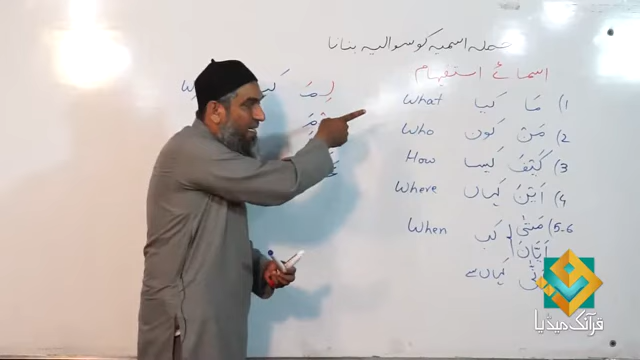 جملہ اسمیہ کو سوالیہ بنانا
اسمائے استفہام
1) مَا کیا What
2) مَنْ کون Who
3) كَيْفَ کیسا How
4) اَيْنَ کہاں Where
5-6) مَتٰى
اَيَّانَ کب When
کہاں سے
لِمَ
قرآنک میڈیا